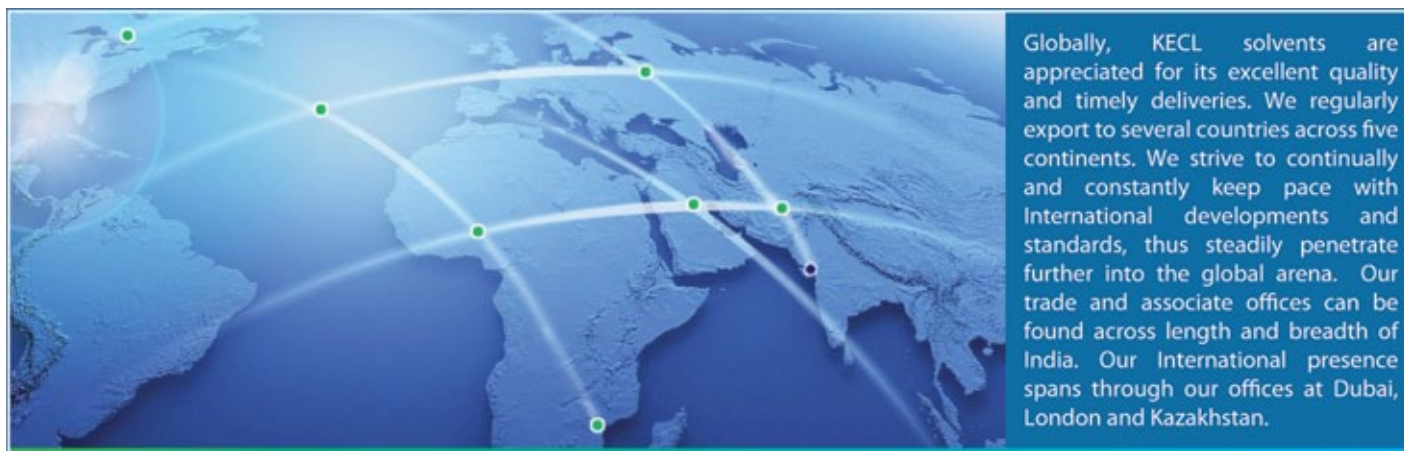 Globally, KECL solvents are
appreciated for its excellent quality
and timely deliveries. We regularly
export to several countries across five
continents. We strive to continually
and constantly keep pace with
International developments and
standards, thus steadily penetrate
further into the global arena. Our
trade and associate offices can be
found across length and breadth of
India. Our International presence
spans through our offices at Dubai,
London and Kazakhstan.